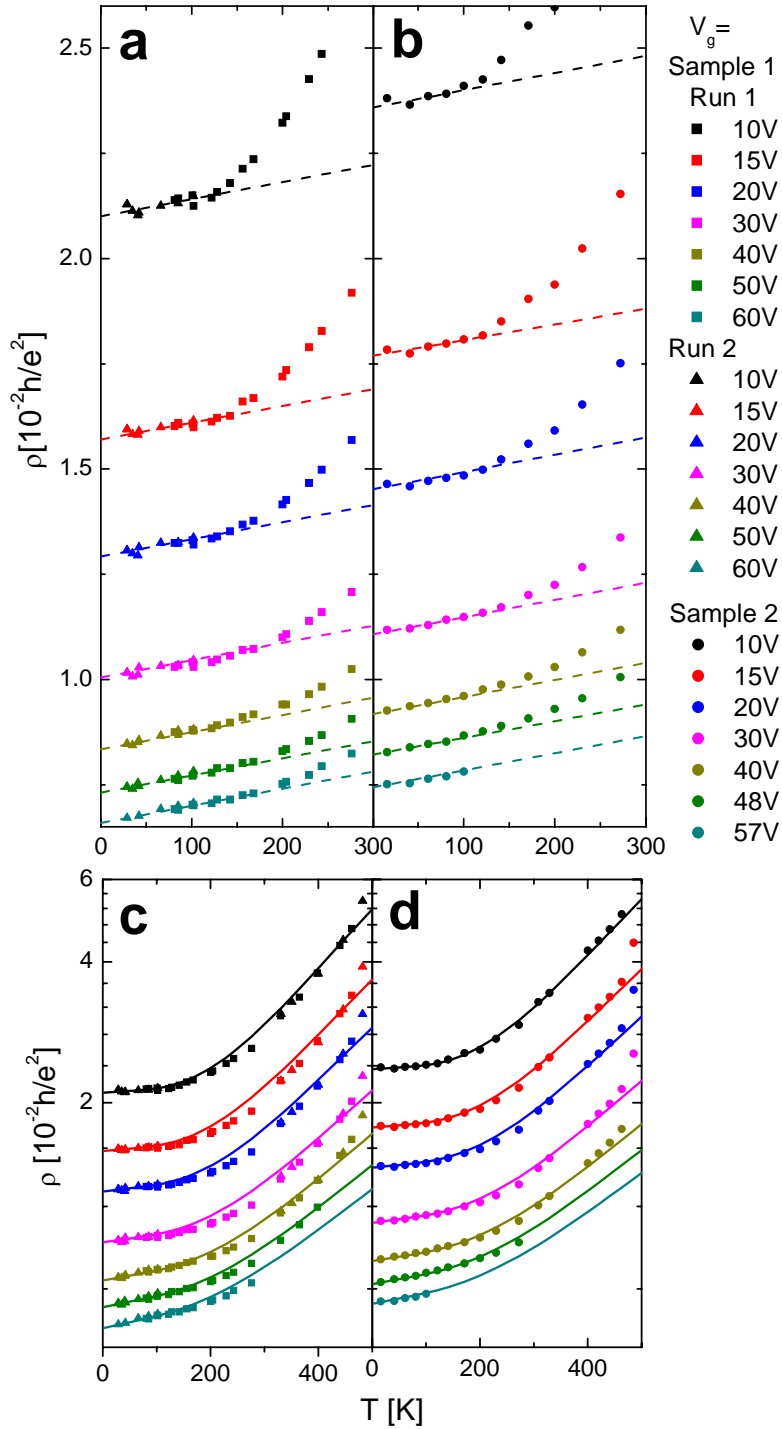 a
b
2.5
2.0
1.5
1.0
ρ[10⁻²h/e²]
0
100
200
300
100
200
300
V_g=
Sample 1
Run 1
10V
15V
20V
30V
40V
50V
60V
Run 2
10V
15V
20V
30V
40V
50V
60V
Sample 2
10V
15V
20V
30V
40V
48V
57V
c
d
6
4
2
ρ [10⁻²h/e²]
0
200
400
0
200
400
T [K]